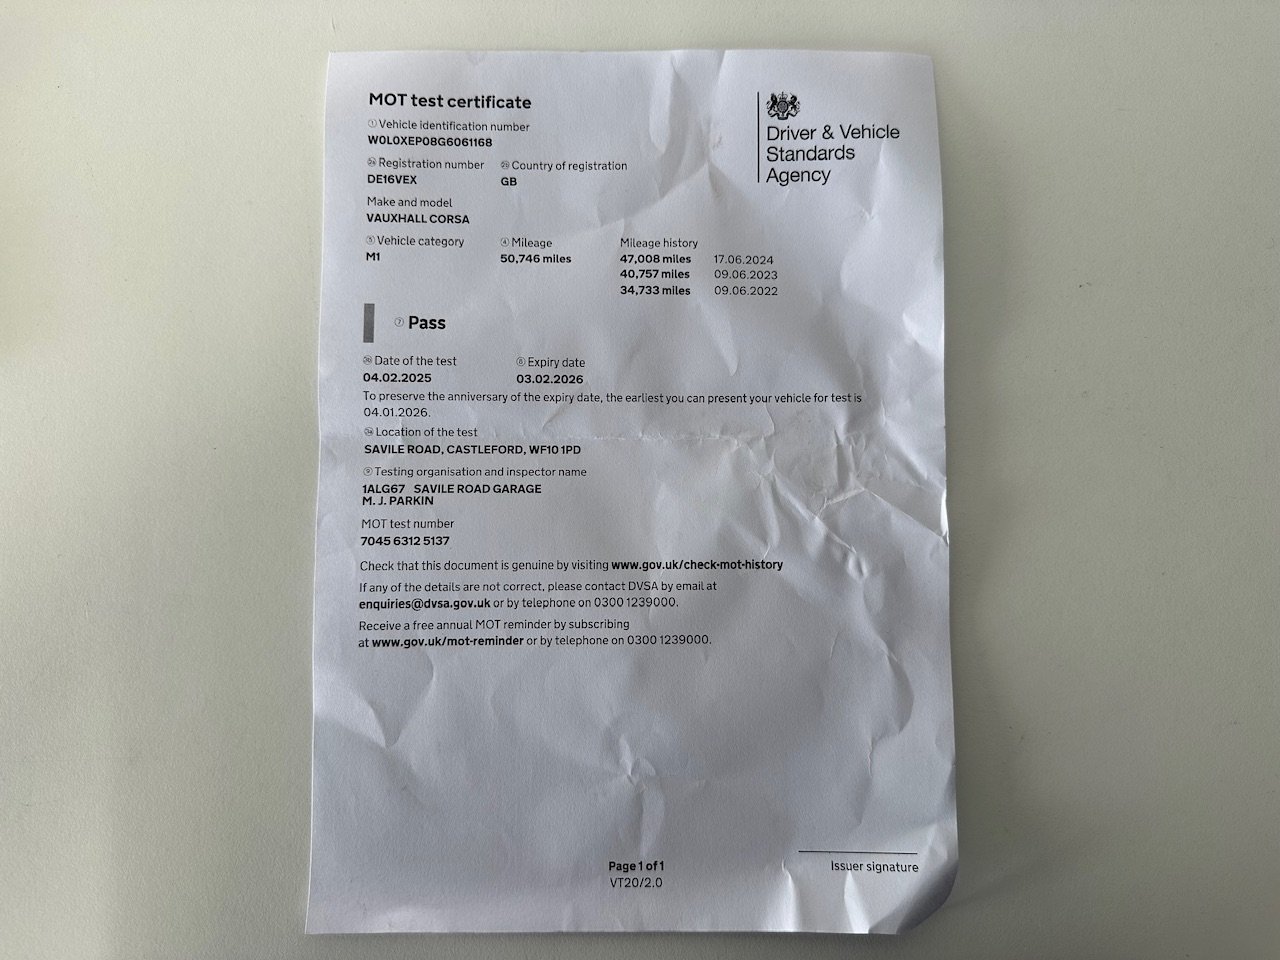 MOT test certificate
① Vehicle identification number
W0L0XEP08G6061168
Driver & Vehicle
Standards
Agency
Registration number Country of registration
DE16VEX GB
Make and model
VAUXHALL CORSA
⑤ Vehicle category ④ Mileage Mileage history
M1 50,746 miles 47,008 miles 17.06.2024
40,757 miles 09.06.2023
34,733 miles 09.06.2022
⑦ Pass
Date of the test ⑧ Expiry date
04.02.2025 03.02.2026
To preserve the anniversary of the expiry date, the earliest you can present your vehicle for test is
04.01.2026.
Location of the test
SAVILE ROAD, CASTLEFORD, WF10 1PD
⑨ Testing organisation and inspector name
1ALG67 SAVILE ROAD GARAGE
M. J. PARKIN
MOT test number
7045 6312 5137
Check that this document is genuine by visiting www.gov.uk/check-mot-history
If any of the details are not correct, please contact DVSA by email at
enquiries@dvsa.gov.uk or by telephone on 0300 1239000.
Receive a free annual MOT reminder by subscribing
at www.gov.uk/mot-reminder or by telephone on 0300 1239000.
Issuer signature
Page 1 of 1
VT20/2.0